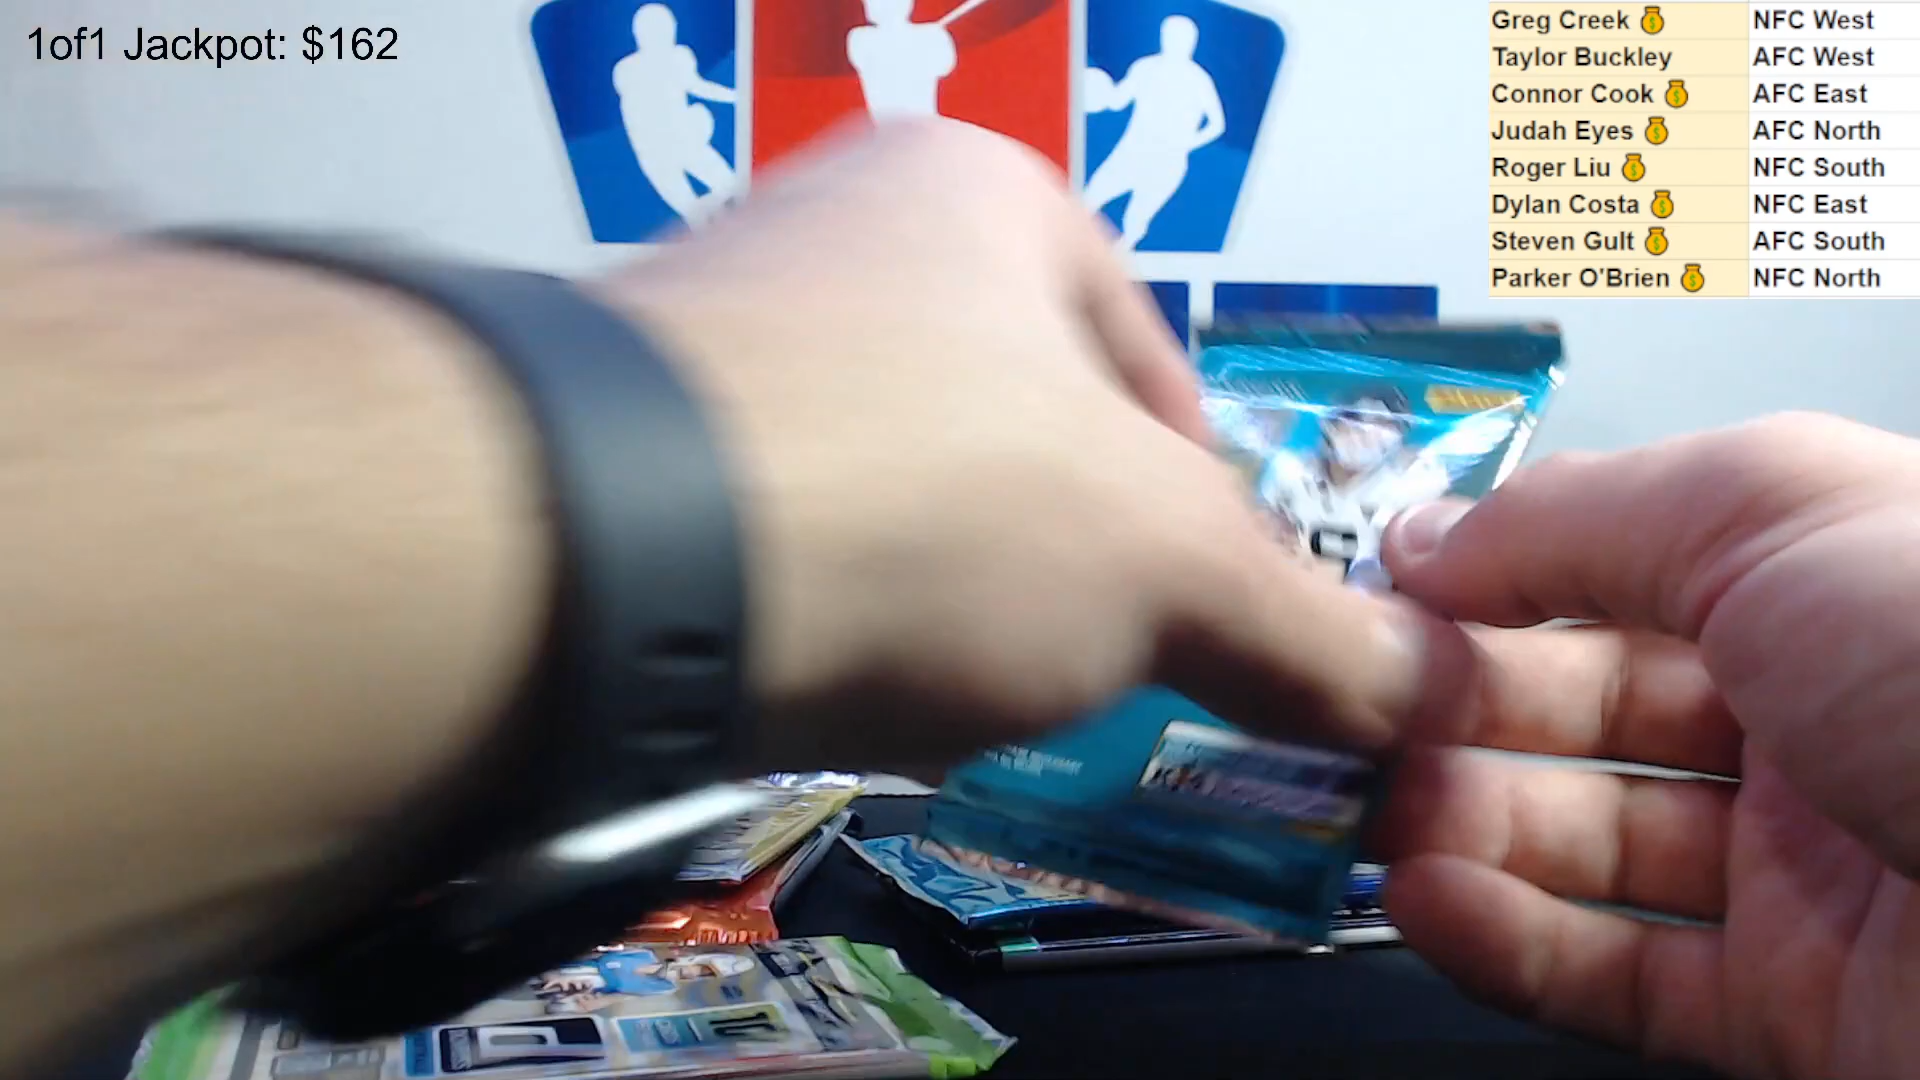 1of1 Jackpot: $162
Greg Creek 💰 NFC West
Taylor Buckley AFC West
Connor Cook 💰 AFC East
Judah Eyes 💰 AFC North
Roger Liu 💰 NFC South
Dylan Costa 💰 NFC East
Steven Gult 💰 AFC South
Parker O'Brien 💰 NFC North